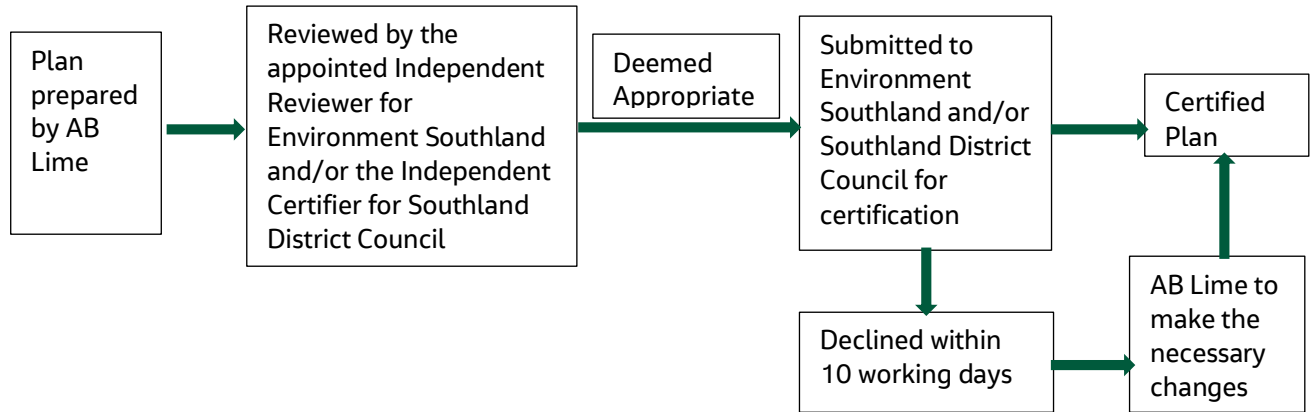 Plan
prepared
by AB
Lime
Reviewed by the
appointed Independent
Reviewer for
Environment Southland
and/or the Independent
Certifier for Southland
District Council
Deemed
Appropriate
Submitted to
Environment
Southland and/or
Southland District
Council for
certification
Certified
Plan
Declined within
10 working days
AB Lime to
make the
necessary
changes